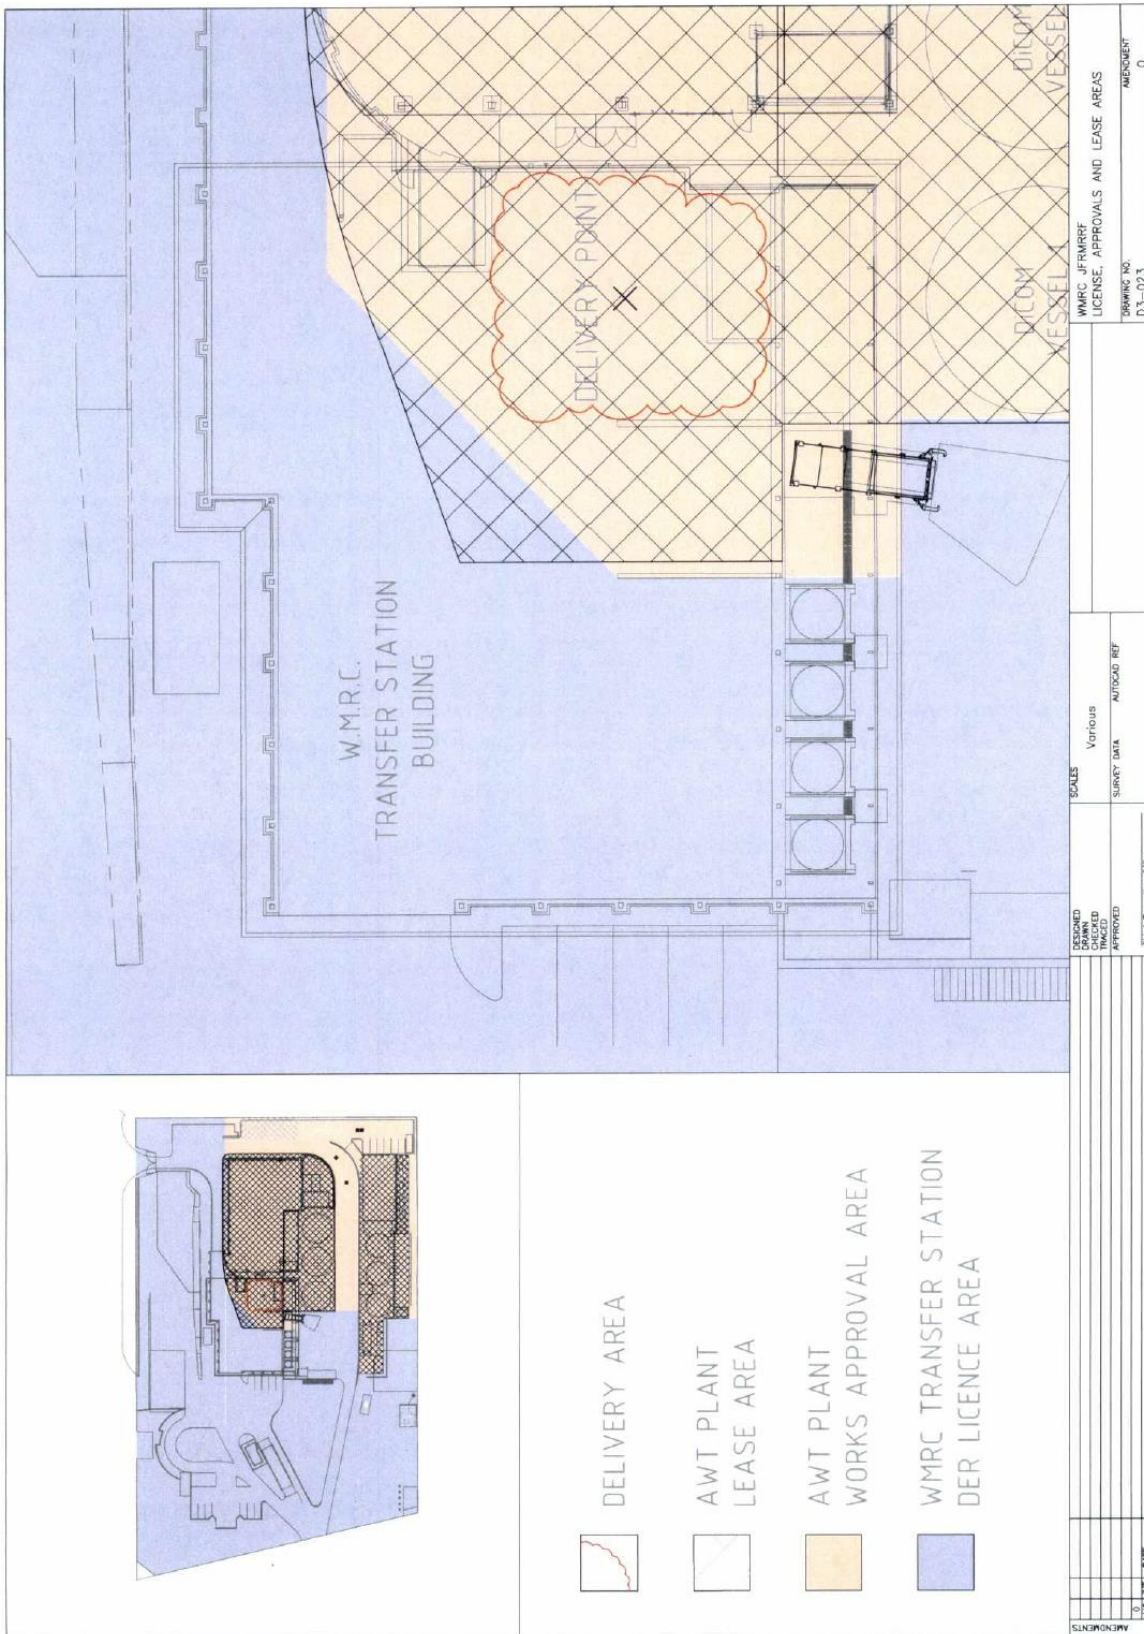 W.M.R.C.
TRANSFER STATION
BUILDING
DELIVERY POINT
DiCOM
VESSEL 1
DiCOM
VESSEL
DELIVERY AREA
AWT PLANT
LEASE AREA
AWT PLANT
WORKS APPROVAL AREA
WMRC TRANSFER STATION
DER LICENCE AREA
AMENDMENTS
0
DESIGNED
DRAWN
CHECKED
TRACED
APPROVED
SCALES
Various
SURVEY DATA
AUTOCAD REF
WMRC JFRMRRF
LICENSE, APPROVALS AND LEASE AREAS
DRAWING NO.
D3-023
AMENDMENT
0